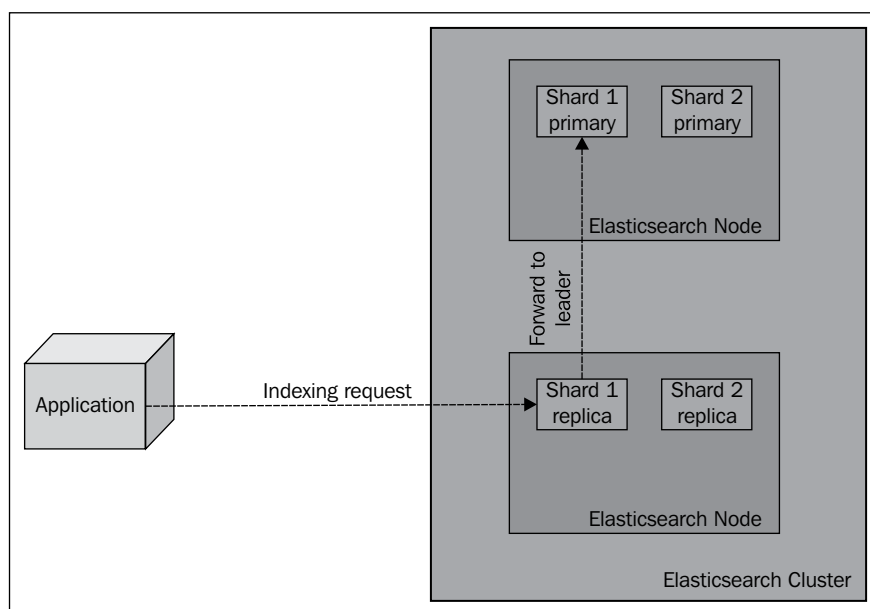 Shard 1
primary
Shard 2
primary
Elasticsearch Node
Forward to
leader
Application
Indexing request
Shard 1
replica
Shard 2
replica
Elasticsearch Node
Elasticsearch Cluster